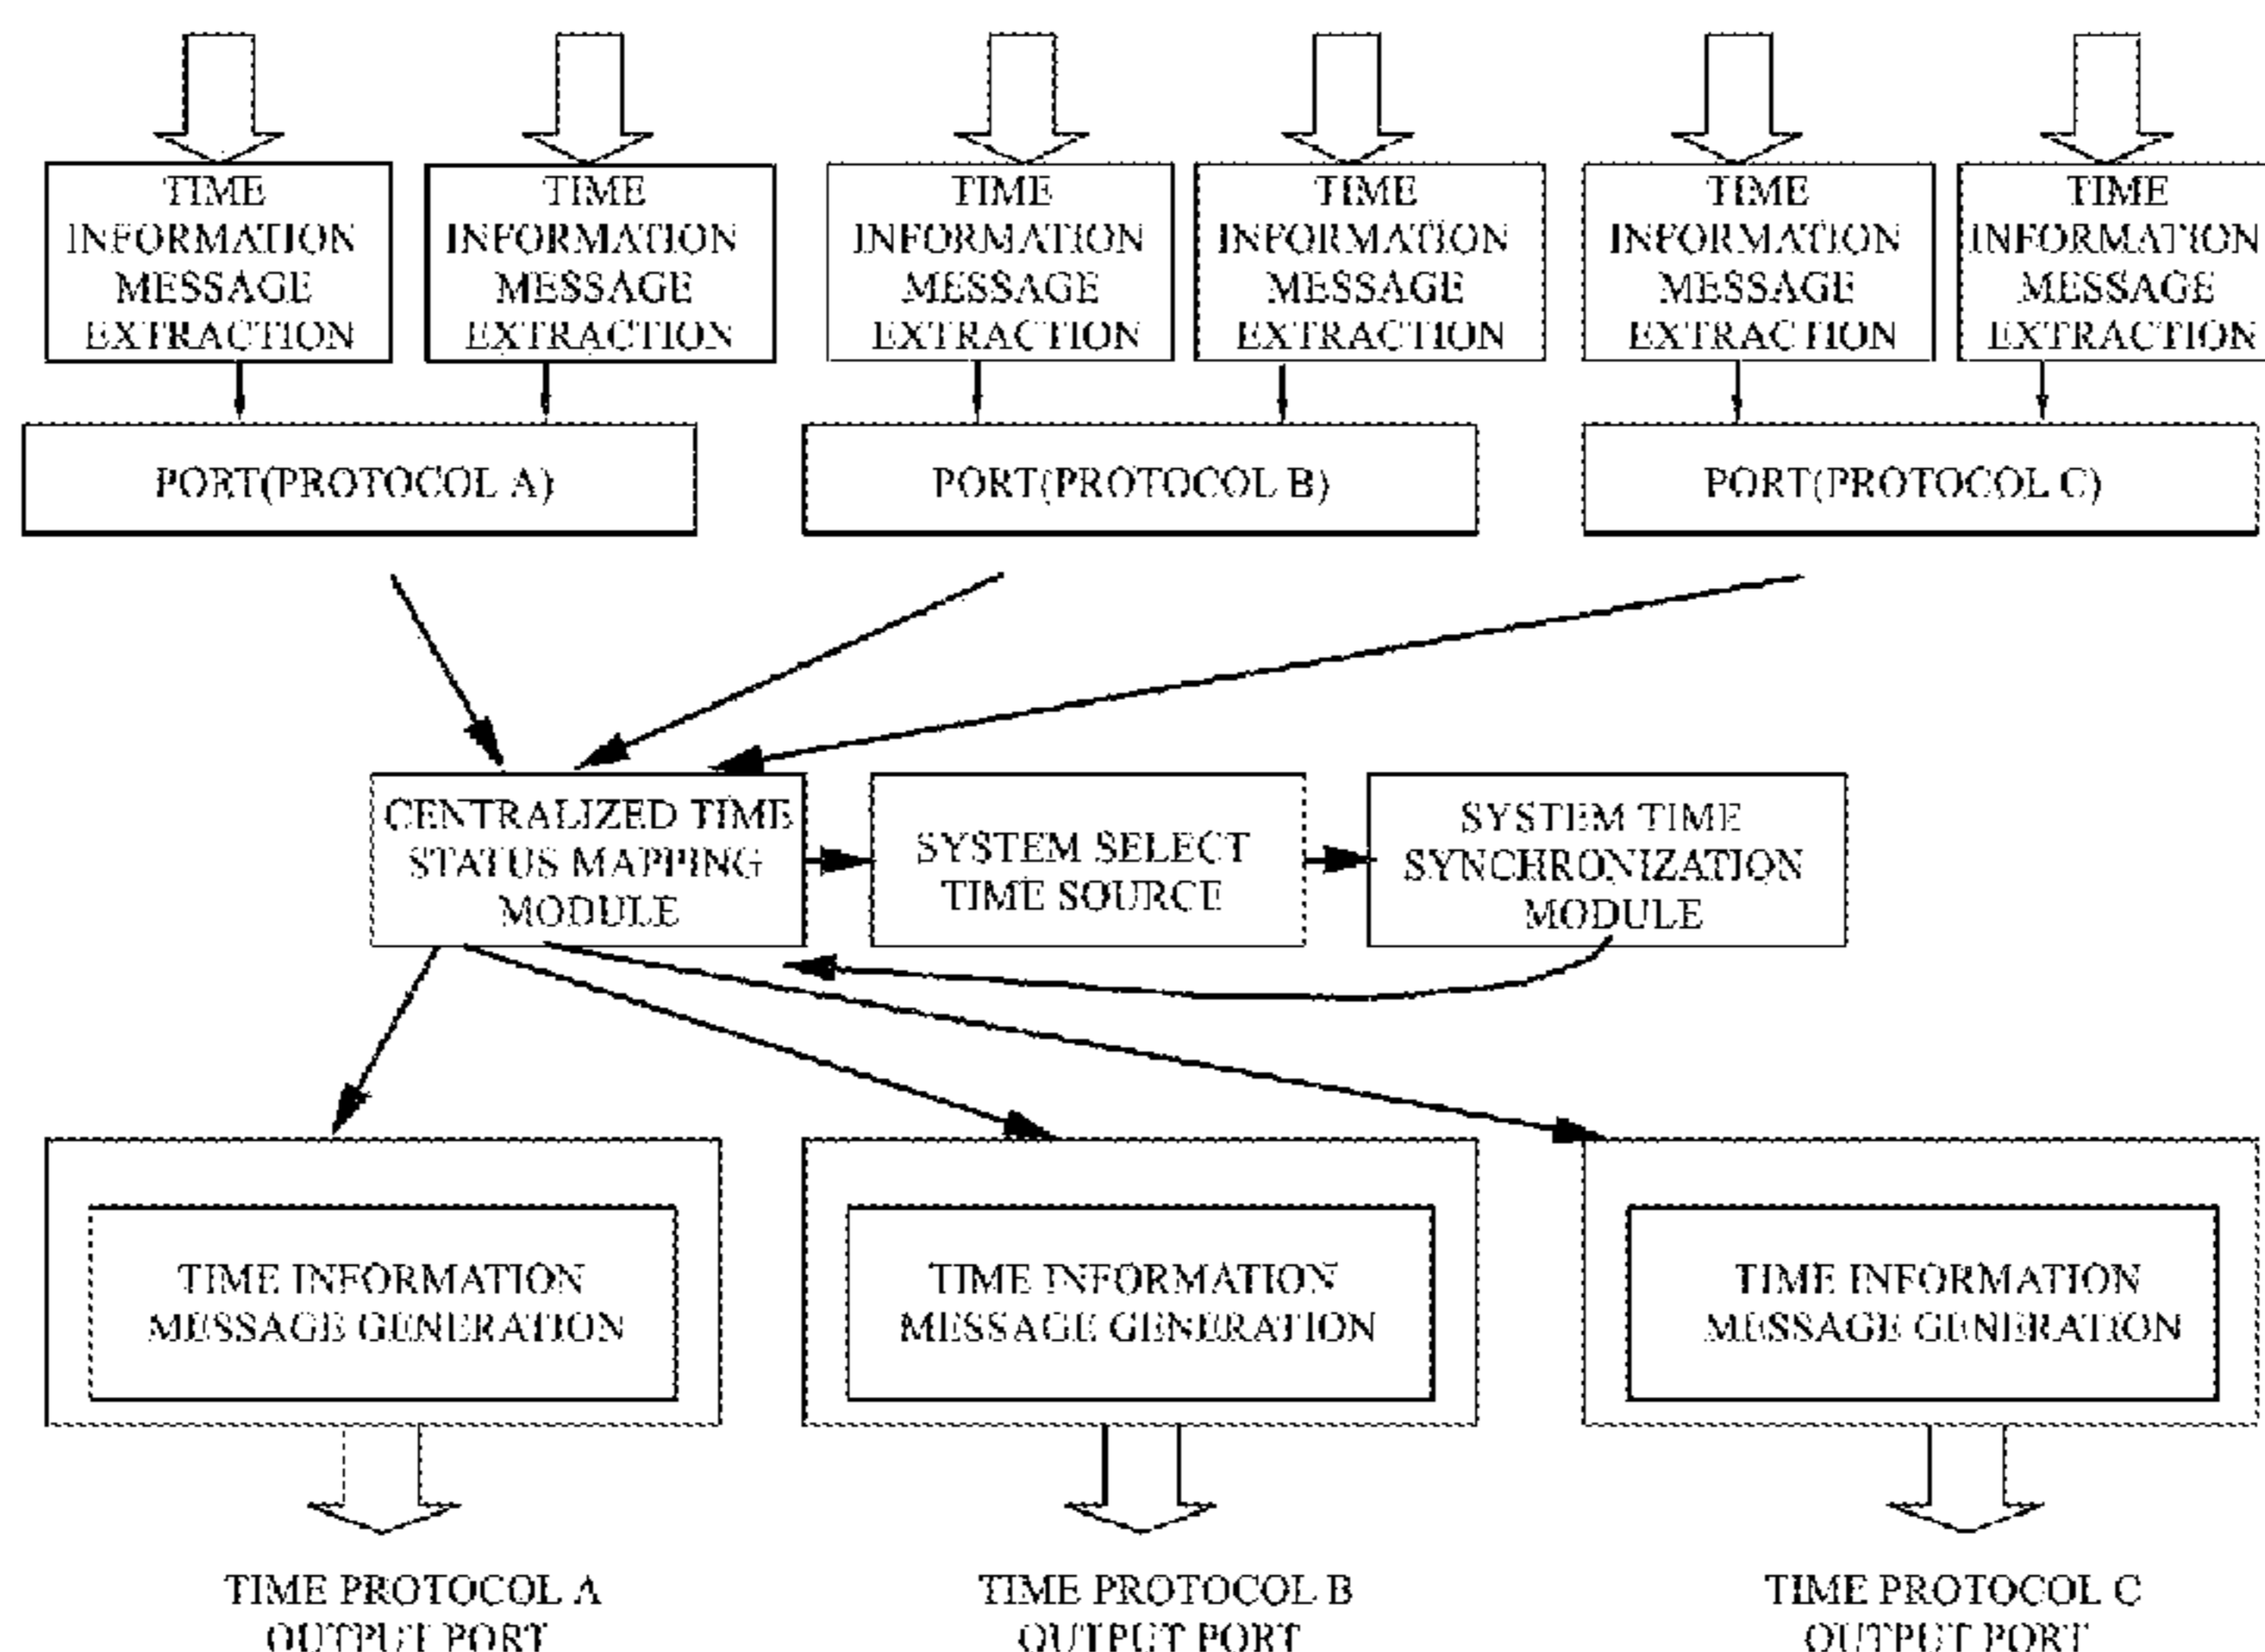 TIME
INFORMATION
MESSAGE
EXTRACTION
TIME
INFORMATION
MESSAGE
EXTRACTION
TIME
INFORMATION
MESSAGE
EXTRACTION
TIME
INFORMATION
MESSAGE
EXTRACTION
TIME
INFORMATION
MESSAGE
EXTRACTION
TIME
INFORMATION
MESSAGE
EXTRACTION
PORT(PROTOCOL A)
PORT(PROTOCOL B)
PORT(PROTOCOL C)
CENTRALIZED TIME
STATUS MAPPING
MODULE
SYSTEM SELECT
TIME SOURCE
SYSTEM TIME
SYNCHRONIZATION
MODULE
TIME INFORMATION
MESSAGE GENERATION
TIME INFORMATION
MESSAGE GENERATION
TIME INFORMATION
MESSAGE GENERATION
TIME PROTOCOL A
OUTPUT PORT
TIME PROTOCOL B
OUTPUT PORT
TIME PROTOCOL C
OUTPUT PORT